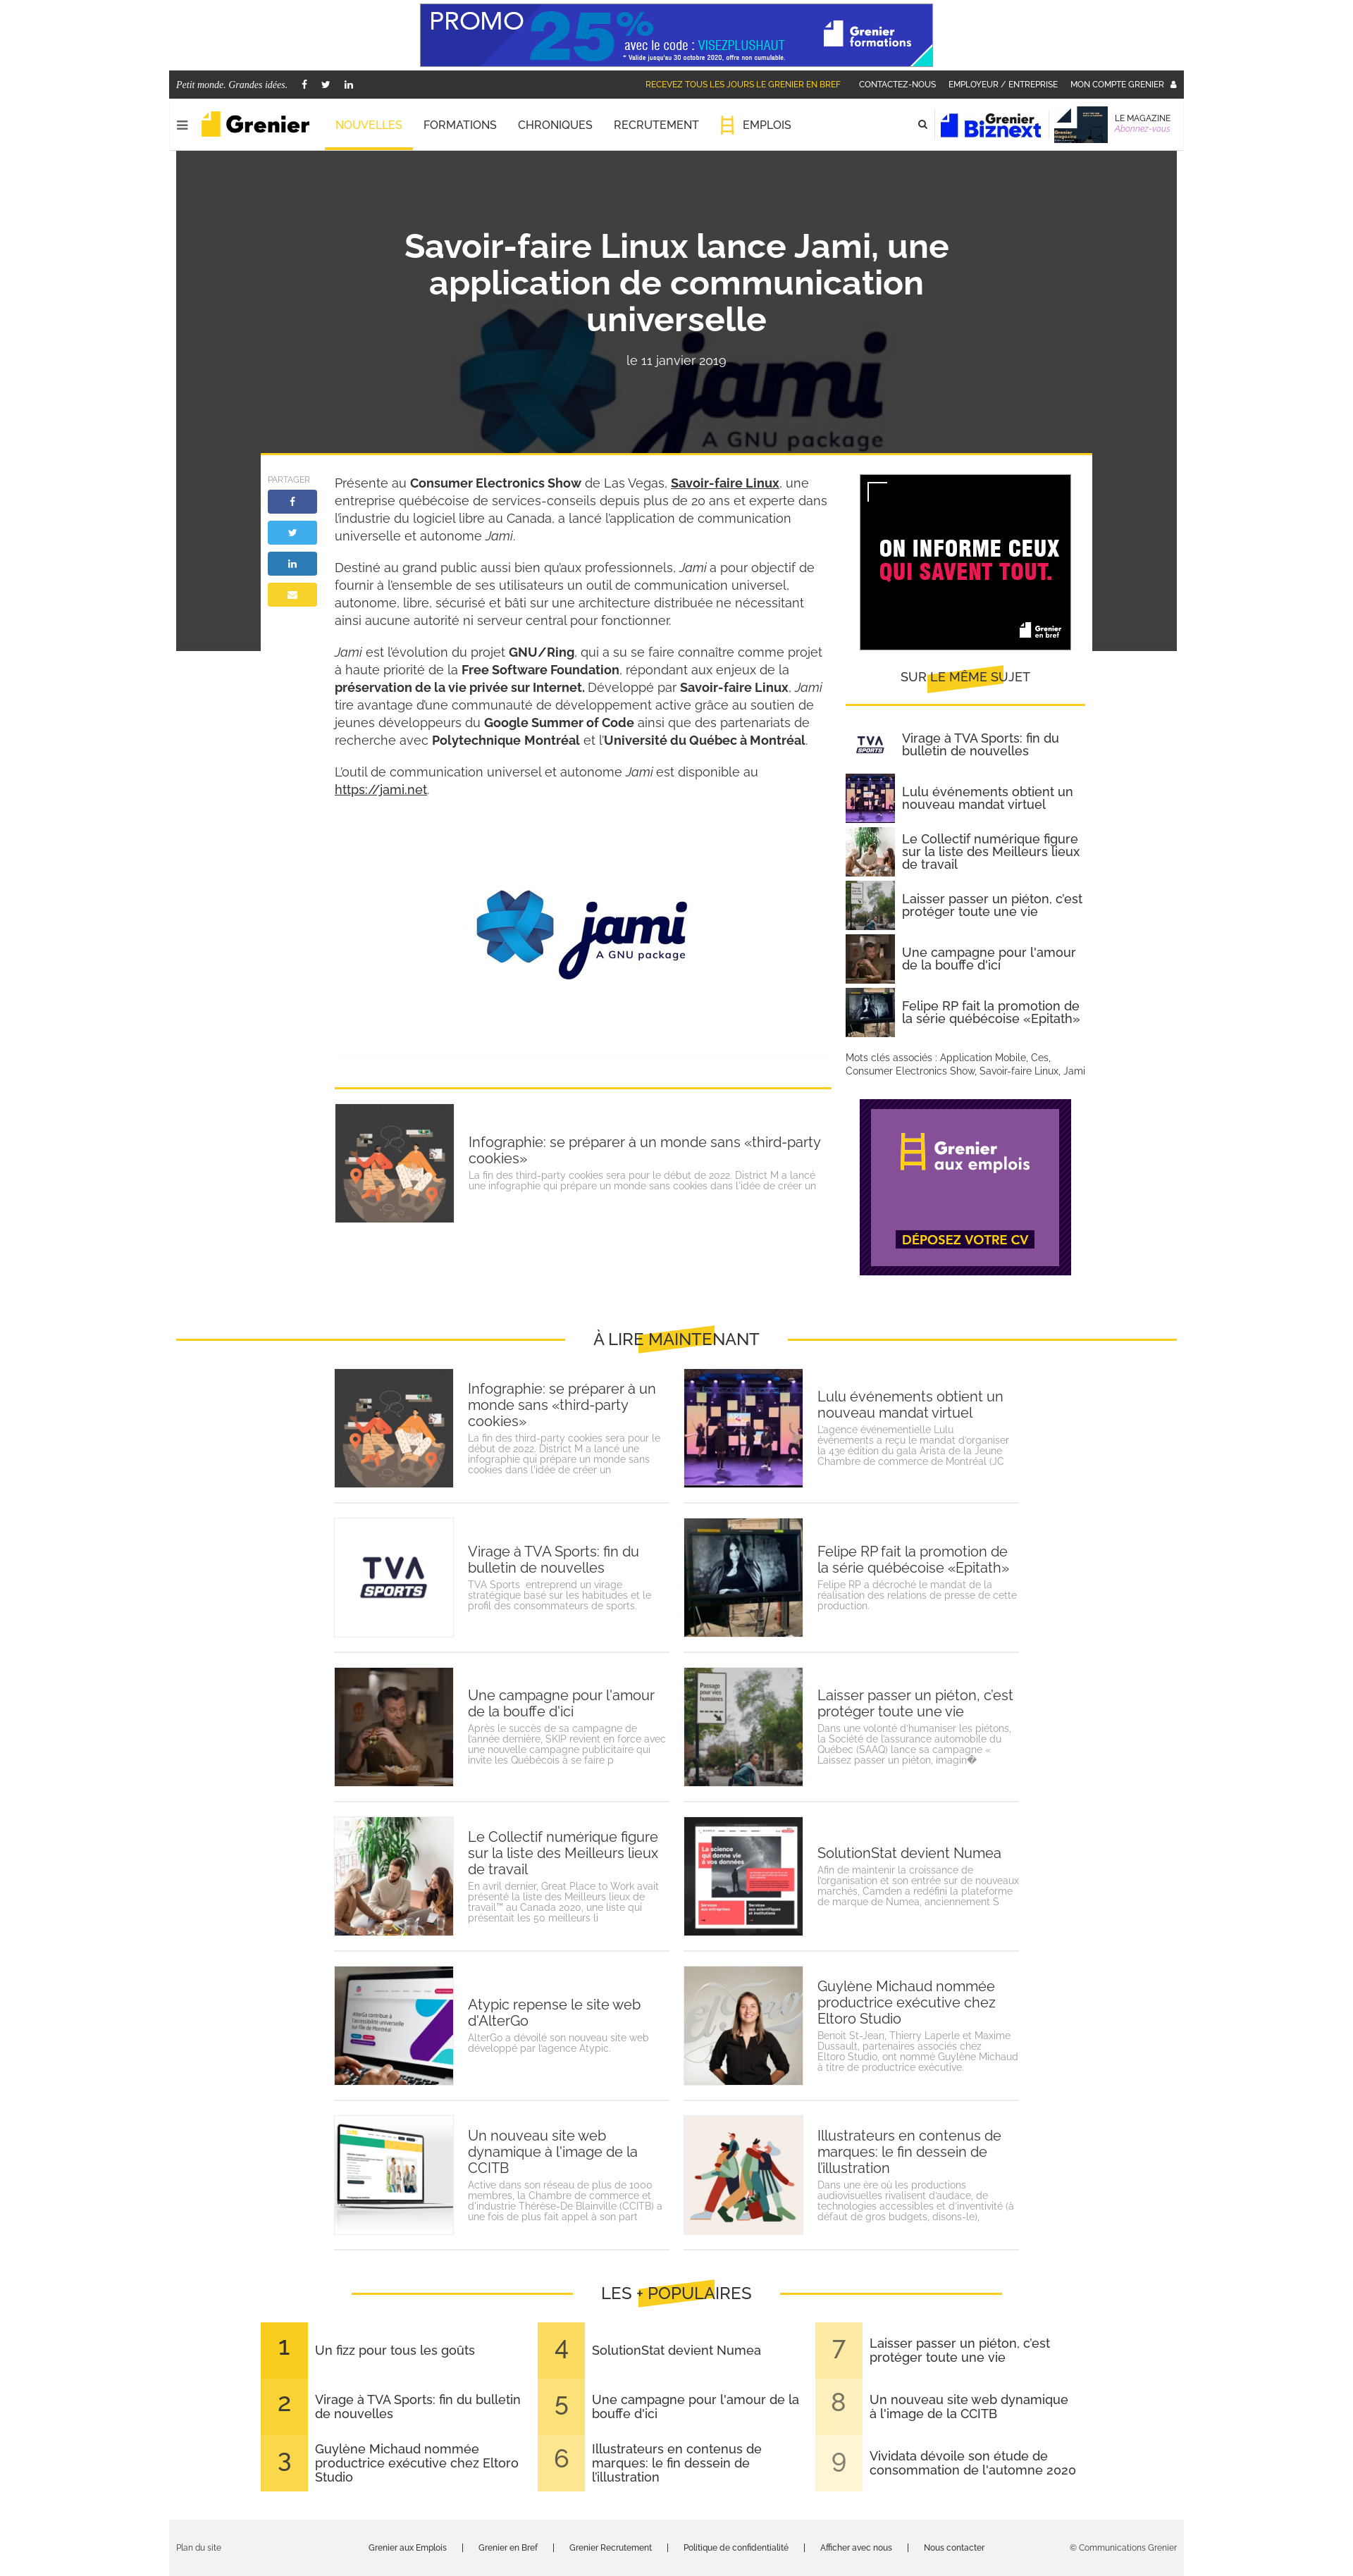 PROMO 25%
avec le code : VISEZPLUSHAUT
* Valide jusqu'au 30 octobre 2020, offre non cumulable.
Grenier
formations
Petit monde. Grandes idées.
RECEVEZ TOUS LES JOURS LE GRENIER EN BREF
CONTACTEZ-NOUS
EMPLOYEUR / ENTREPRISE
MON COMPTE GRENIER
Grenier
NOUVELLES
FORMATIONS
CHRONIQUES
RECRUTEMENT
EMPLOIS
Grenier
Biznext
LE MAGAZINE
Abonnez-vous
Savoir-faire Linux lance Jami, une
application de communication
universelle
le 11 janvier 2019
jami
A GNU package
PARTAGER
Présente au Consumer Electronics Show de Las Vegas, Savoir-faire Linux, une
entreprise québécoise de services-conseils depuis plus de 20 ans et experte dans
l'industrie du logiciel libre au Canada, a lancé l'application de communication
universelle et autonome Jami.
Destiné au grand public aussi bien qu'aux professionnels, Jami a pour objectif de
fournir à l'ensemble de ses utilisateurs un outil de communication universel,
autonome, libre, sécurisé et bâti sur une architecture distribuée ne nécessitant
ainsi aucune autorité ni serveur central pour fonctionner.
Jami est l'évolution du projet GNU/Ring, qui a su se faire connaître comme projet
à haute priorité de la Free Software Foundation, répondant aux enjeux de la
préservation de la vie privée sur Internet. Développé par Savoir-faire Linux, Jami
tire avantage d'une communauté de développement active grâce au soutien de
jeunes développeurs du Google Summer of Code ainsi que des partenariats de
recherche avec Polytechnique Montréal et l'Université du Québec à Montréal.
L'outil de communication universel et autonome Jami est disponible au
https://jami.net.
jami
A GNU package
Infographie: se préparer à un monde sans «third-party
cookies»
La fin des third-party cookies sera pour le début de 2022. District M a lancé
une infographie qui prépare un monde sans cookies dans l'idée de créer un
ON INFORME CEUX
QUI SAVENT TOUT.
Grenier
en bref
SUR LE MÊME SUJET
TVA
SPORTS
Virage à TVA Sports: fin du
bulletin de nouvelles
Lulu événements obtient un
nouveau mandat virtuel
Le Collectif numérique figure
sur la liste des Meilleurs lieux
de travail
Laisser passer un piéton, c'est
protéger toute une vie
Une campagne pour l'amour
de la bouffe d'ici
Felipe RP fait la promotion de
la série québécoise «Epitath»
Mots clés associés : Application Mobile, Ces,
Consumer Electronics Show, Savoir-faire Linux, Jami
Grenier
aux emplois
DÉPOSEZ VOTRE CV
À LIRE MAINTENANT
Infographie: se préparer à un
monde sans «third-party
cookies»
La fin des third-party cookies sera pour le
début de 2022. District M a lancé une
infographie qui prépare un monde sans
cookies dans l'idée de créer un
Lulu événements obtient un
nouveau mandat virtuel
L'agence événementielle Lulu
événements a reçu le mandat d'organiser
la 43e édition du gala Arista de la Jeune
Chambre de commerce de Montréal (JC
TVA
SPORTS
Virage à TVA Sports: fin du
bulletin de nouvelles
TVA Sports entreprend un virage
stratégique basé sur les habitudes et le
profil des consommateurs de sports.
Felipe RP fait la promotion de
la série québécoise «Epitath»
Felipe RP a décroché le mandat de la
réalisation des relations de presse de cette
production.
Une campagne pour l'amour
de la bouffe d'ici
Après le succès de sa campagne de
l'année dernière, SKIP revient en force avec
une nouvelle campagne publicitaire qui
invite les Québécois à se faire p
Passage
pour vies
humaines
Laisser passer un piéton, c'est
protéger toute une vie
Dans une volonté d'humaniser les piétons,
la Société de l'assurance automobile du
Québec (SAAQ) lance sa campagne «
Laissez passer un piéton, imagin�
Le Collectif numérique figure
sur la liste des Meilleurs lieux
de travail
En avril dernier, Great Place to Work avait
présenté la liste des Meilleurs lieux de
travail™ au Canada 2020, une liste qui
présentait les 50 meilleurs li
La science
qui donne vie
à vos données
SolutionStat devient Numea
Afin de maintenir la croissance de
l'organisation et son entrée sur de nouveaux
marchés, Camden a redéfini la plateforme
de marque de Numea, anciennement S
AlterGo contribue à
l'accessibilité universelle
sur l'île de Montréal
Atypic repense le site web
d'AlterGo
AlterGo a dévoilé son nouveau site web
développé par l'agence Atypic.
Guylène Michaud nommée
productrice exécutive chez
Eltoro Studio
Benoit St-Jean, Thierry Laperle et Maxime
Dussault, partenaires associés chez
Eltoro Studio, ont nommé Guylène Michaud
à titre de productrice exécutive.
Un nouveau site web
dynamique à l'image de la
CCITB
Active dans son réseau de plus de 1000
membres, la Chambre de commerce et
d'industrie Thérèse-De Blainville (CCITB) a
une fois de plus fait appel à son part
Illustrateurs en contenus de
marques: le fin dessein de
l'illustration
Dans une ère où les productions
audiovisuelles rivalisent d'audace, de
technologies accessibles et d'inventivité (à
défaut de gros budgets, disons-le),
LES + POPULAIRES
1
Un fizz pour tous les goûts
2
Virage à TVA Sports: fin du bulletin
de nouvelles
3
Guylène Michaud nommée
productrice exécutive chez Eltoro
Studio
4
SolutionStat devient Numea
5
Une campagne pour l'amour de la
bouffe d'ici
6
Illustrateurs en contenus de
marques: le fin dessein de
l'illustration
7
Laisser passer un piéton, c'est
protéger toute une vie
8
Un nouveau site web dynamique
à l'image de la CCITB
9
Vividata dévoile son étude de
consommation de l'automne 2020
Plan du site
Grenier aux Emplois | Grenier en Bref | Grenier Recrutement | Politique de confidentialité | Afficher avec nous | Nous contacter
© Communications Grenier